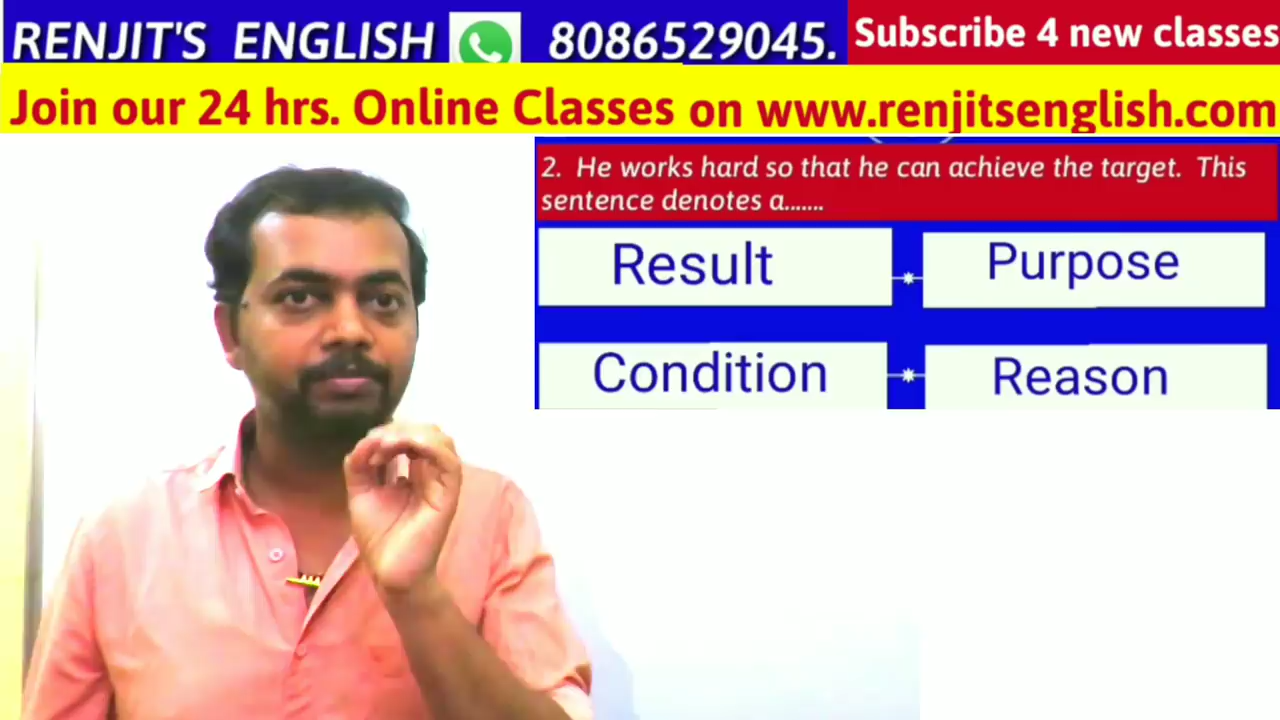 RENJIT'S ENGLISH 8086529045.
Subscribe 4 new classes
Join our 24 hrs. Online Classes on www.renjitsenglish.com
2. He works hard so that he can achieve the target. This
sentence denotes a.......
Result
Purpose
Condition
Reason